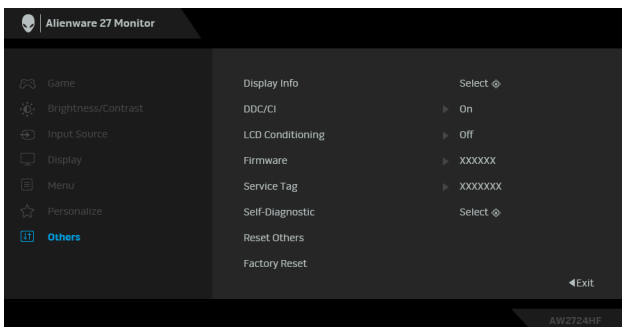 Alienware 27 Monitor
Game
Brightness/Contrast
Input Source
Display
Menu
Personalize
Others
Display Info Select
DDC/CI On
LCD Conditioning Off
Firmware XXXXXX
Service Tag XXXXXXX
Self-Diagnostic Select
Reset Others
Factory Reset
Exit
AW2724HF